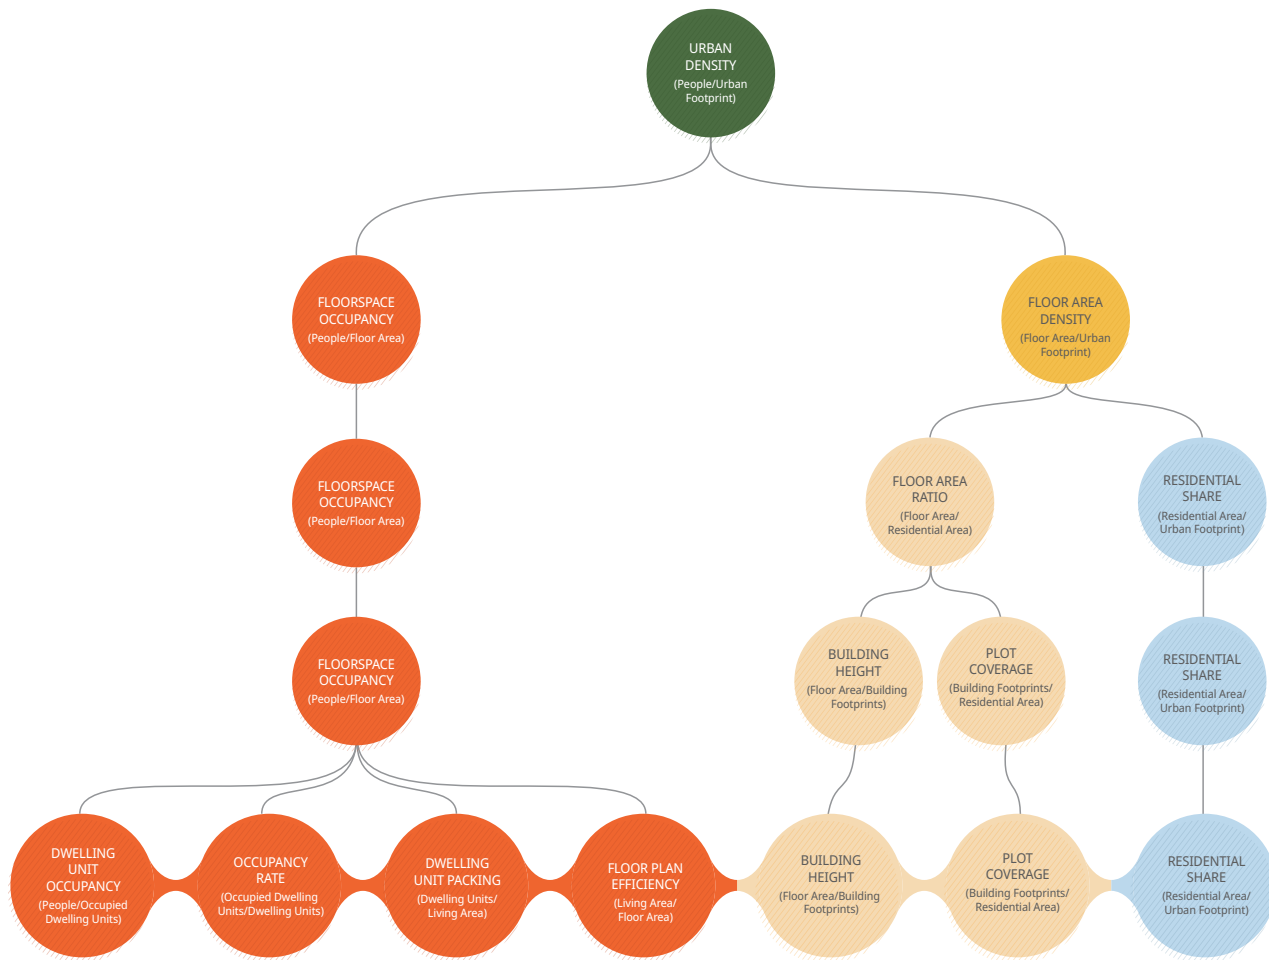 URBAN
DENSITY
(People/Urban
Footprint)
FLOORSPACE
OCCUPANCY
(People/Floor Area)
FLOOR AREA
DENSITY
(Floor Area/Urban
Footprint)
FLOORSPACE
OCCUPANCY
(People/Floor Area)
FLOOR AREA
RATIO
(Floor Area/
Residential Area)
RESIDENTIAL
SHARE
(Residential Area/
Urban Footprint)
FLOORSPACE
OCCUPANCY
(People/Floor Area)
BUILDING
HEIGHT
(Floor Area/Building
Footprints)
PLOT
COVERAGE
(Building Footprints/
Residential Area)
RESIDENTIAL
SHARE
(Residential Area/
Urban Footprint)
DWELLING
UNIT
OCCUPANCY
(People/Occupied
Dwelling Units)
OCCUPANCY
RATE
(Occupied Dwelling
Units/Dwelling Units)
DWELLING
UNIT PACKING
(Dwelling Units/
Living Area)
FLOOR PLAN
EFFICIENCY
(Living Area/
Floor Area)
BUILDING
HEIGHT
(Floor Area/Building
Footprints)
PLOT
COVERAGE
(Building Footprints/
Residential Area)
RESIDENTIAL
SHARE
(Residential Area/
Urban Footprint)